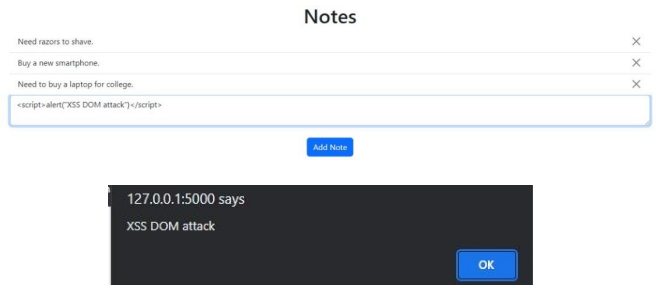 Notes
Need razors to shave.
Buy a new smartphone.
Need to buy a laptop for college.
<script>alert("XSS DOM attack")</script>
Add Note
127.0.0.1:5000 says
XSS DOM attack
OK